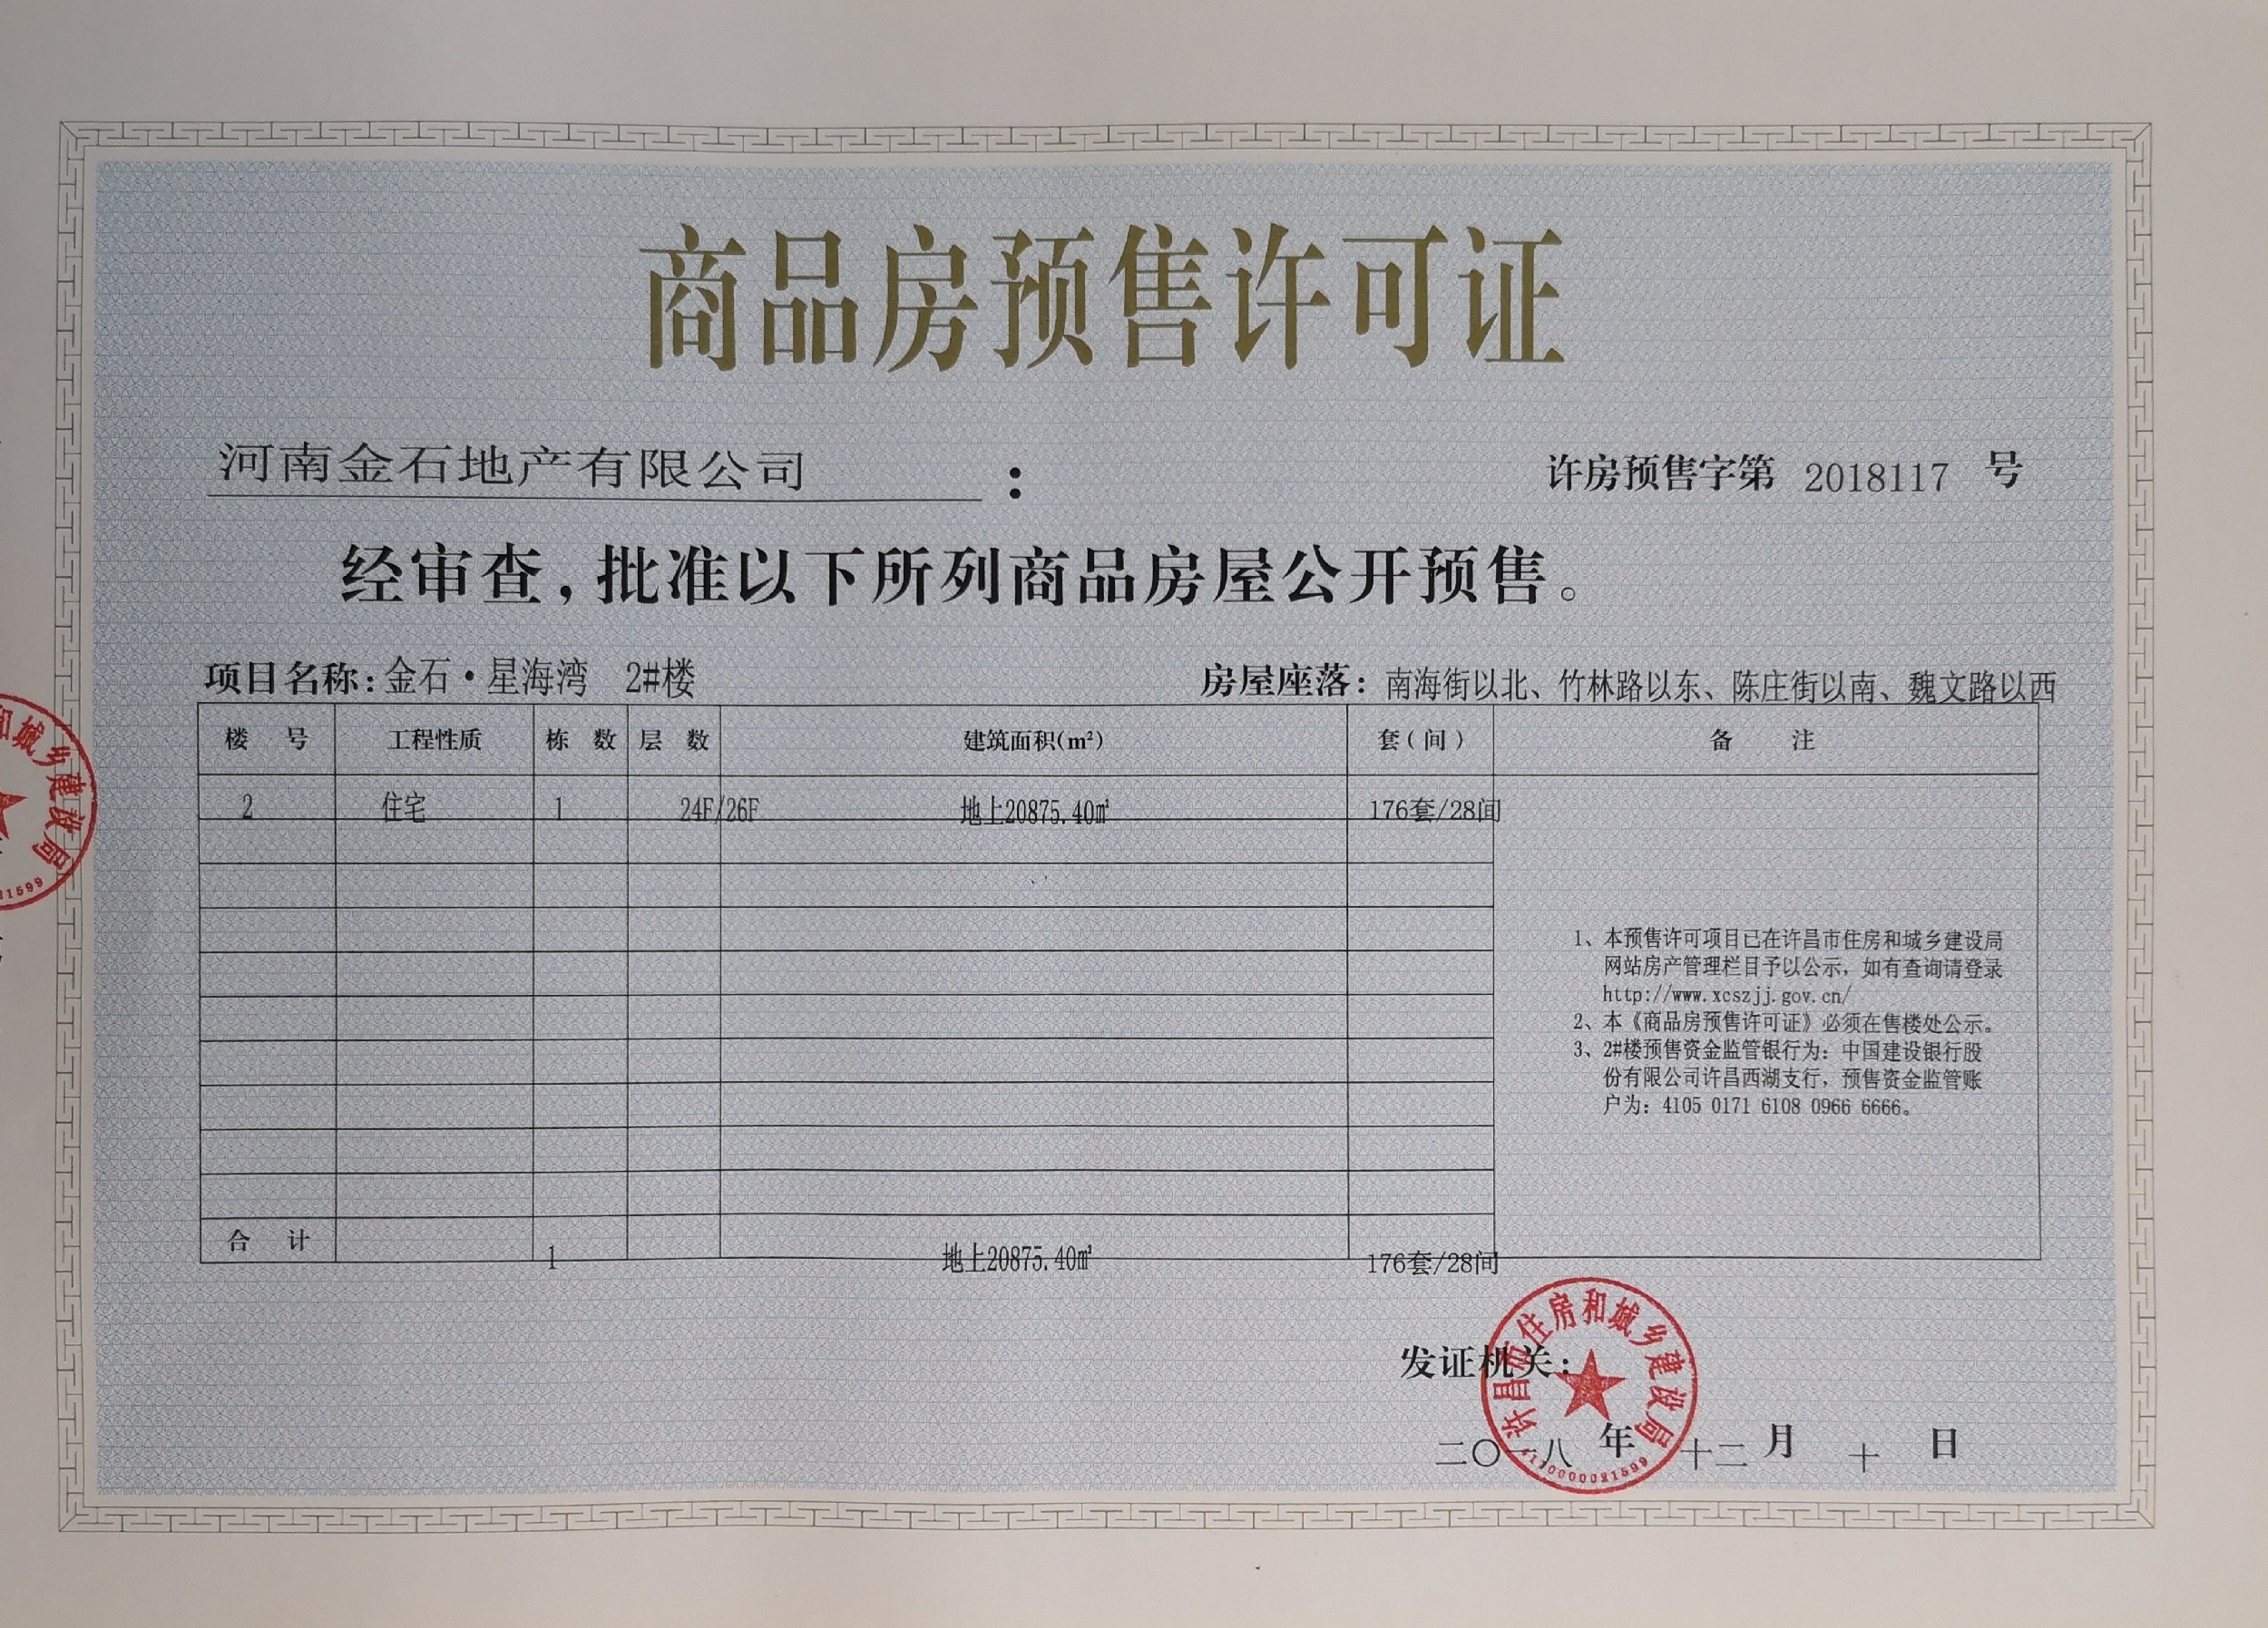 商品房预售许可证
河南金石地产有限公司：
许房预售字第 2018117 号
经审查，批准以下所列商品房屋公开预售。
项目名称：金石·星海湾 2#楼
房屋座落：南海街以北、竹林路以东、陈庄街以南、魏文路以西
楼号 工程性质 栋数 层数 建筑面积(m²) 套(间) 备注
2 住宅 1 24F/26F 地上20875.40㎡ 176套/28间
1、本预售许可项目已在许昌市住房和城乡建设局
网站房产管理栏目予以公示，如有查询请登录
http://www.xcszjj.gov.cn/
2、本《商品房预售许可证》必须在售楼处公示。
3、2#楼预售资金监管银行为：中国建设银行股
份有限公司许昌西湖支行，预售资金监管账
户为：4105 0171 6108 0966 6666。
合计 1 地上20875.40㎡ 176套/28间
发证机关：
许昌市住房和城乡建设局
二〇一八年十二月十日
和城乡建设局